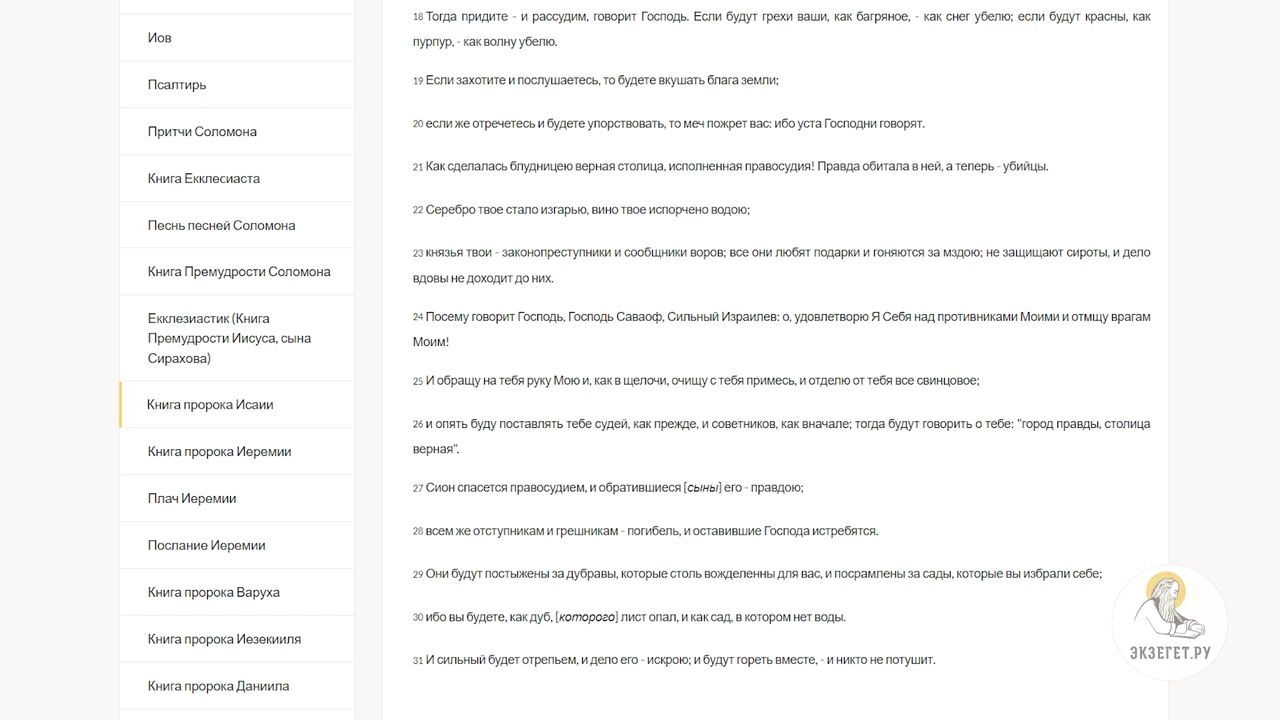 Иов
Псалтирь
Притчи Соломона
Книга Екклесиаста
Песнь песней Соломона
Книга Премудрости Соломона
Екклезиастик (Книга
Премудрости Иисуса, сына
Сирахова)
Книга пророка Исаии
Книга пророка Иеремии
Плач Иеремии
Послание Иеремии
Книга пророка Варуха
Книга пророка Иезекииля
Книга пророка Даниила
18 Тогда придите - и рассудим, говорит Господь. Если будут грехи ваши, как багряное, - как снег убелю; если будут красны, как
пурпур, - как волну убелю.
19 Если захотите и послушаетесь, то будете вкушать блага земли;
20 если же отречетесь и будете упорствовать, то меч пожрет вас: ибо уста Господни говорят.
21 Как сделалась блудницею верная столица, исполненная правосудия! Правда обитала в ней, а теперь - убийцы.
22 Серебро твое стало изгарью, вино твое испорчено водою;
23 князья твои - законопреступники и сообщники воров; все они любят подарки и гоняются за мздою; не защищают сироты, и дело
вдовы не доходит до них.
24 Посему говорит Господь, Господь Саваоф, Сильный Израилев: о, удовлетворю Я Себя над противниками Моими и отмщу врагам
Моим!
25 И обращу на тебя руку Мою и, как в щелочи, очищу с тебя примесь, и отделю от тебя все свинцовое;
26 и опять буду поставлять тебе судей, как прежде, и советников, как вначале; тогда будут говорить о тебе: "город правды, столица
верная".
27 Сион спасется правосудием, и обратившиеся [сыны] его - правдою;
28 всем же отступникам и грешникам - погибель, и оставившие Господа истребятся.
29 Они будут постыжены за дубравы, которые столь вожделенны для вас, и посрамлены за сады, которые вы избрали себе;
30 ибо вы будете, как дуб, [которого] лист опал, и как сад, в котором нет воды.
31 И сильный будет отрепьем, и дело его - искрою; и будут гореть вместе, - и никто не потушит.
ЭКЗЕГЕТ.РУ